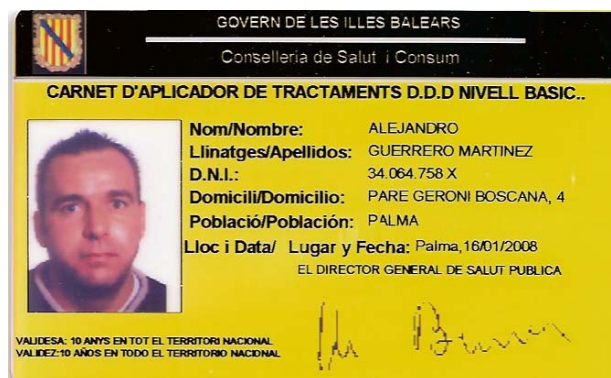 GOVERN DE LES ILLES BALEARS
Conselleria de Salut i Consum
CARNET D'APLICADOR DE TRACTAMENTS D.D.D NIVELL BASIC..
Nom/Nombre: ALEJANDRO
Llinatges/Apellidos: GUERRERO MARTINEZ
D.N.I.: 34.064.758 X
Domicili/Domicilio: PARE GERONI BOSCANA, 4
Població/Población: PALMA
Lloc i Data/ Lugar y Fecha: Palma,16/01/2008
EL DIRECTOR GENERAL DE SALUT PUBLICA
VALIDESA: 10 ANYS EN TOT EL TERRITORI NACIONAL
VALIDEZ:10 AÑOS EN TODO EL TERRITORIO NACIONAL